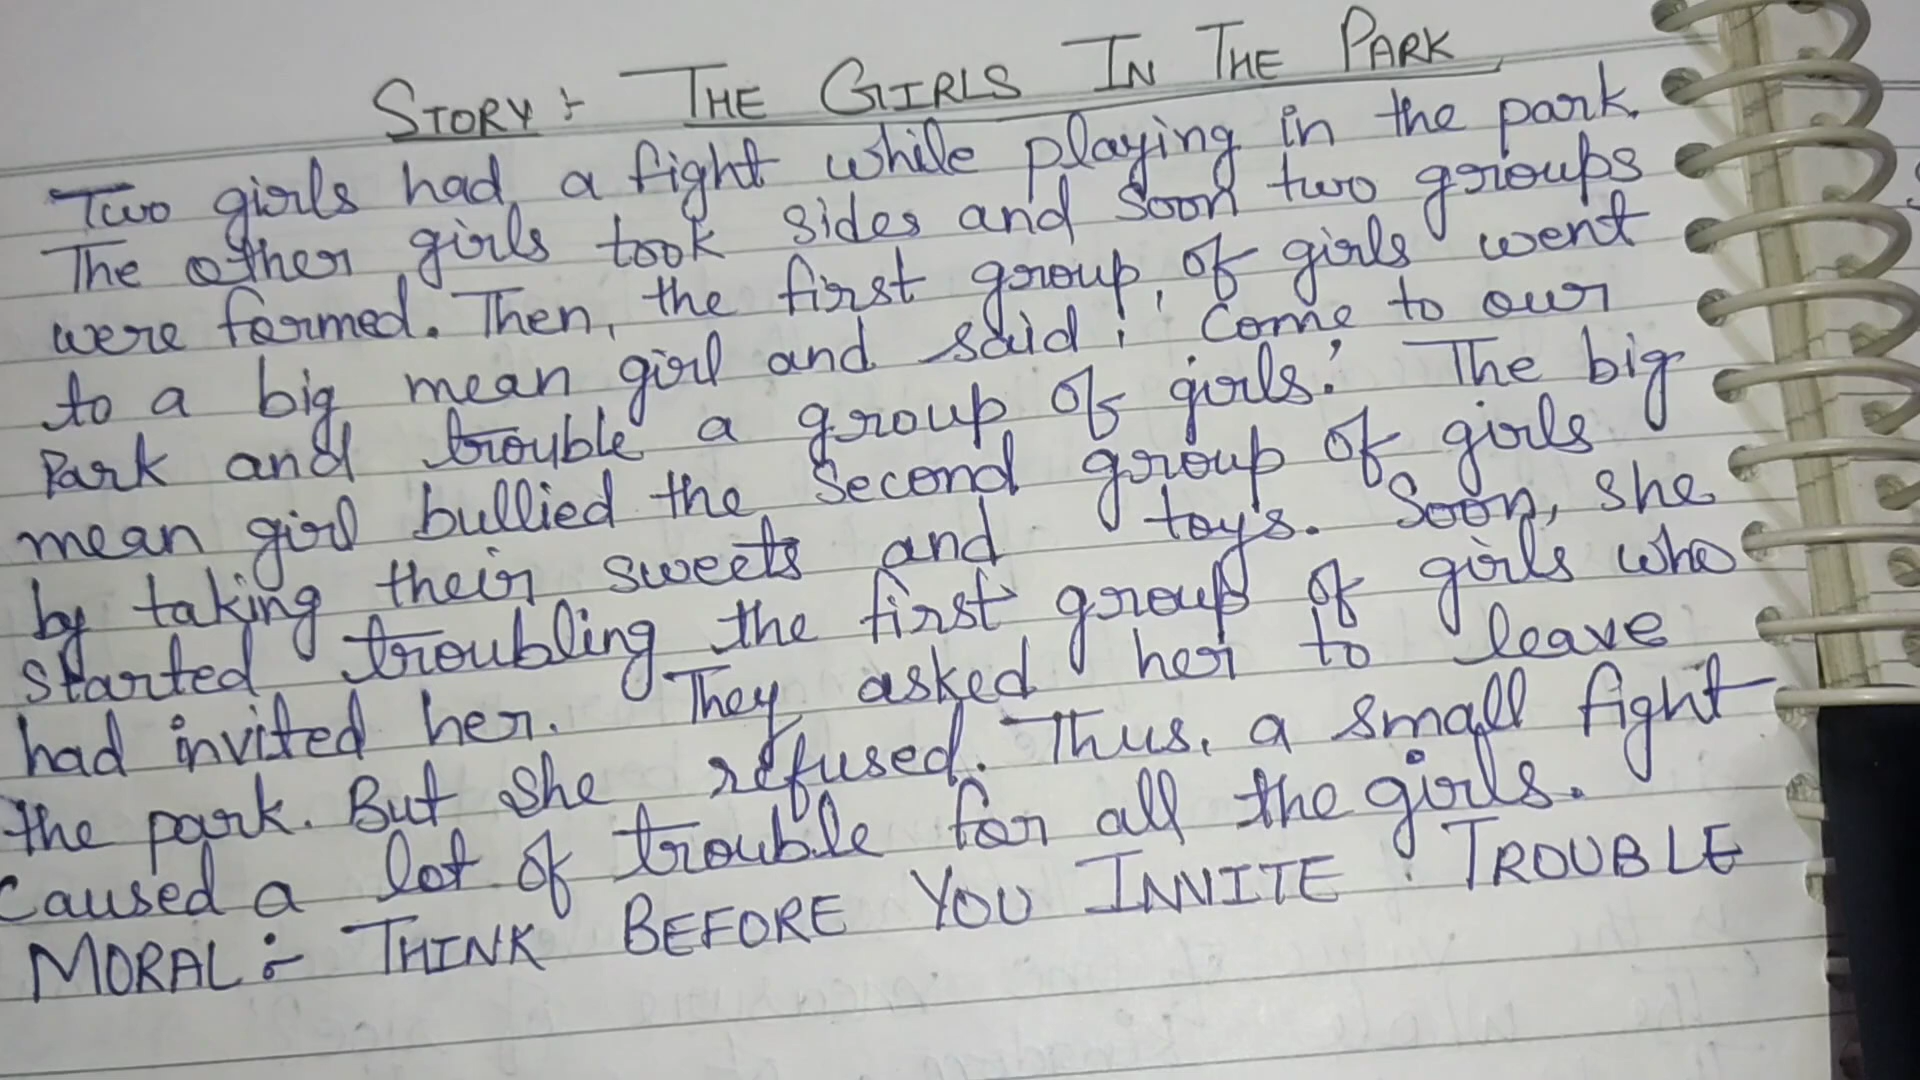 STORY :- THE GIRLS IN THE PARK
Two girls had a fight while playing in the park.
The other girls took sides and soon two groups
were formed. Then, the first group of girls went
to a big mean girl and said : 'Come to our
Park and trouble a group of girls.' The big
mean girl bullied the second group of girls
by taking their sweets and toys. Soon, she
started troubling the first group of girls who
had invited her. They asked her to leave
the park. But she refused. Thus, a small fight
caused a lot of trouble for all the girls.
MORAL :- THINK BEFORE YOU INVITE TROUBLE